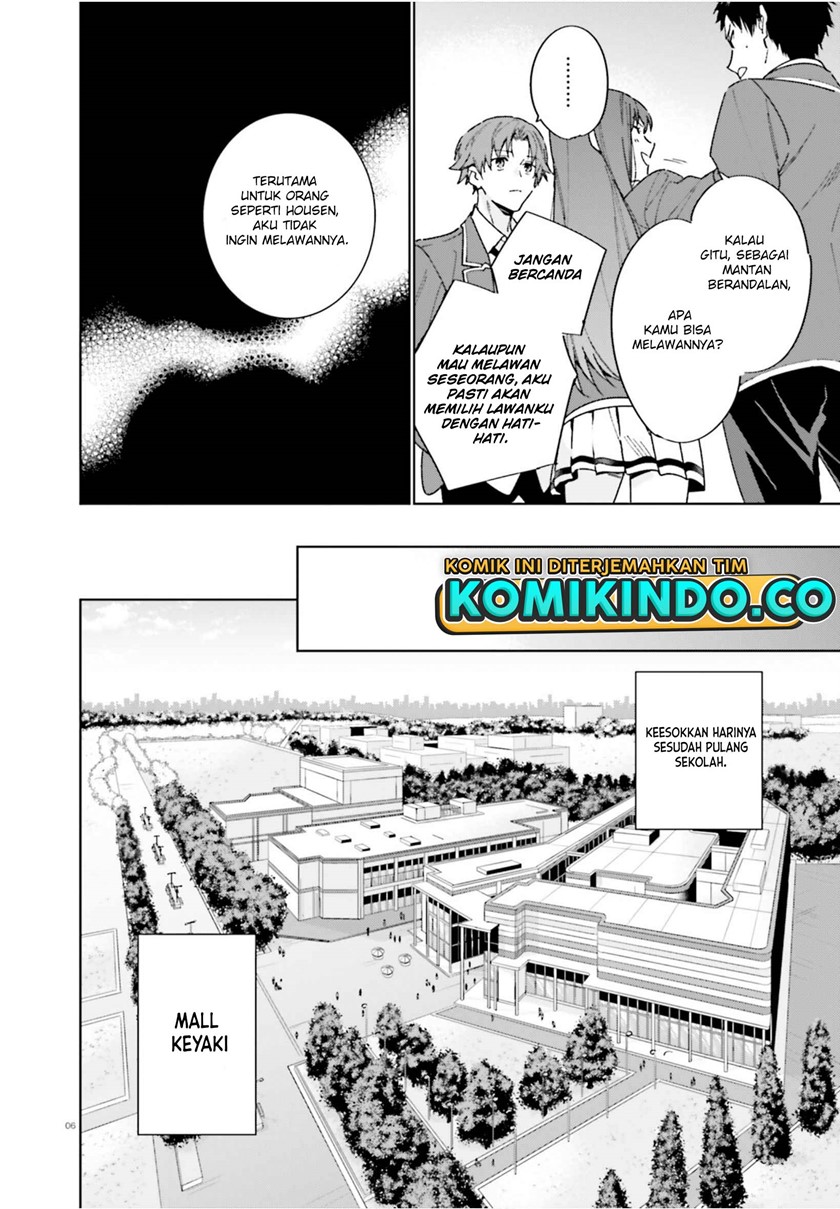 .........
KALAU
GITU, SEBAGAI
MANTAN
BERANDALAN,
APA
KAMU BISA
MELAWANNYA?
JANGAN
BERCANDA
KALAUPUN
MAU MELAWAN
SESEORANG, AKU
PASTI AKAN
MEMILIH LAWANKU
DENGAN HATI-
HATI.
TERUTAMA
UNTUK ORANG
SEPERTI HOUSEN,
AKU TIDAK
INGIN MELAWANNYA.
KOMIK INI DITERJEMAHKAN TIM
KOMIKINDO.CO
KEESOKKAN HARINYA
SESUDAH PULANG
SEKOLAH.
MALL
KEYAKI
06